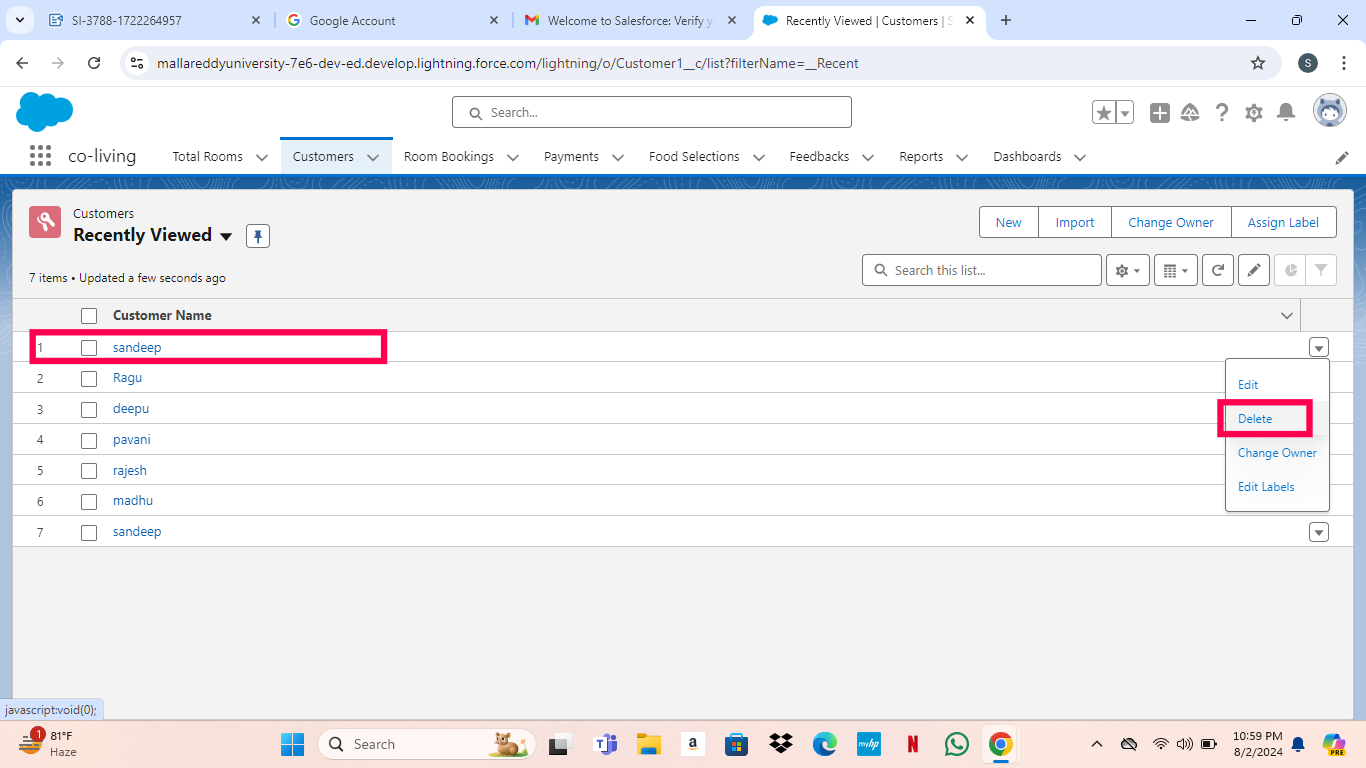 SI-3788-1722264957
Google Account
Welcome to Salesforce: Verify y
Recently Viewed | Customers | S
mallareddyuniversity-7e6-dev-ed.develop.lightning.force.com/lightning/o/Customer1__c/list?filterName=__Recent
S
Search...
co-living
Total Rooms
Customers
Room Bookings
Payments
Food Selections
Feedbacks
Reports
Dashboards
Customers
Recently Viewed
New
Import
Change Owner
Assign Label
7 items • Updated a few seconds ago
Search this list...
Customer Name
1 sandeep
2 Ragu
3 deepu
4 pavani
5 rajesh
6 madhu
7 sandeep
Edit
Delete
Change Owner
Edit Labels
javascript:void(0);
1
81°F
Haze
Search
a
myhp
N
PRE
10:59 PM
8/2/2024